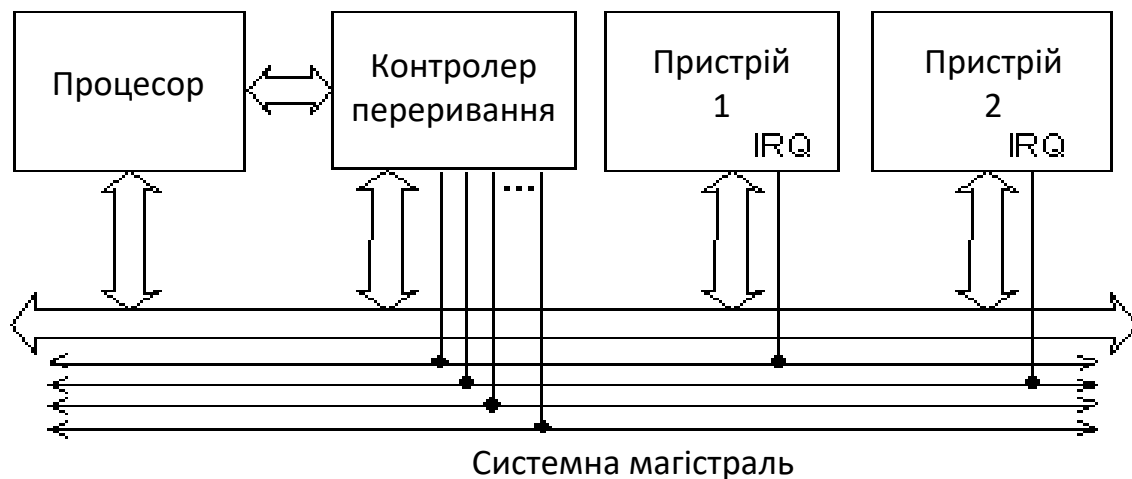 Процесор
Контролер
переривання
Пристрій
1
IRQ
Пристрій
2
IRQ
...
Системна магістраль